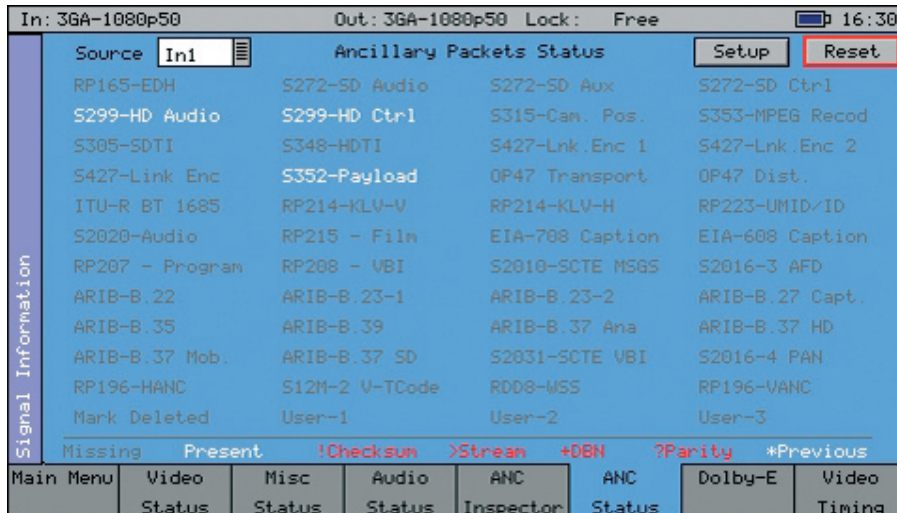 In: 3GA-1080p50 Out: 3GA-1080p50 Lock: Free 16:30
Source In1 Ancillary Packets Status Setup Reset
RP165-EDH S272-SD Audio S272-SD Aux S272-SD Ctrl
S299-HD Audio S299-HD Ctrl S315-Cam. Pos. S353-MPEG Recod
S305-SDTI S348-HDTI S427-Lnk.Enc 1 S427-Lnk.Enc 2
S427-Link Enc S352-Payload OP47 Transport OP47 Dist.
ITU-R BT 1685 RP214-KLV-V RP214-KLV-H RP223-UMID/ID
S2020-Audio RP215 - Film EIA-708 Caption EIA-608 Caption
RP207 - Program RP208 - VBI S2010-SCTE MSGS S2016-3 AFD
ARIB-B.22 ARIB-B.23-1 ARIB-B.23-2 ARIB-B.27 Capt.
ARIB-B.35 ARIB-B.39 ARIB-B.37 Ana ARIB-B.37 HD
ARIB-B.37 Mob. ARIB-B.37 SD S2031-SCTE VBI S2016-4 PAN
RP196-HANC S12M-2 V-TCode RDD8-WSS RP196-VANC
Mark Deleted User-1 User-2 User-3
Missing Present !Checksum >Stream +DBN ?Parity *Previous
Signal Information
Main Menu Video Misc Audio ANC ANC Dolby-E Video
Status Status Status Inspector Status Timing